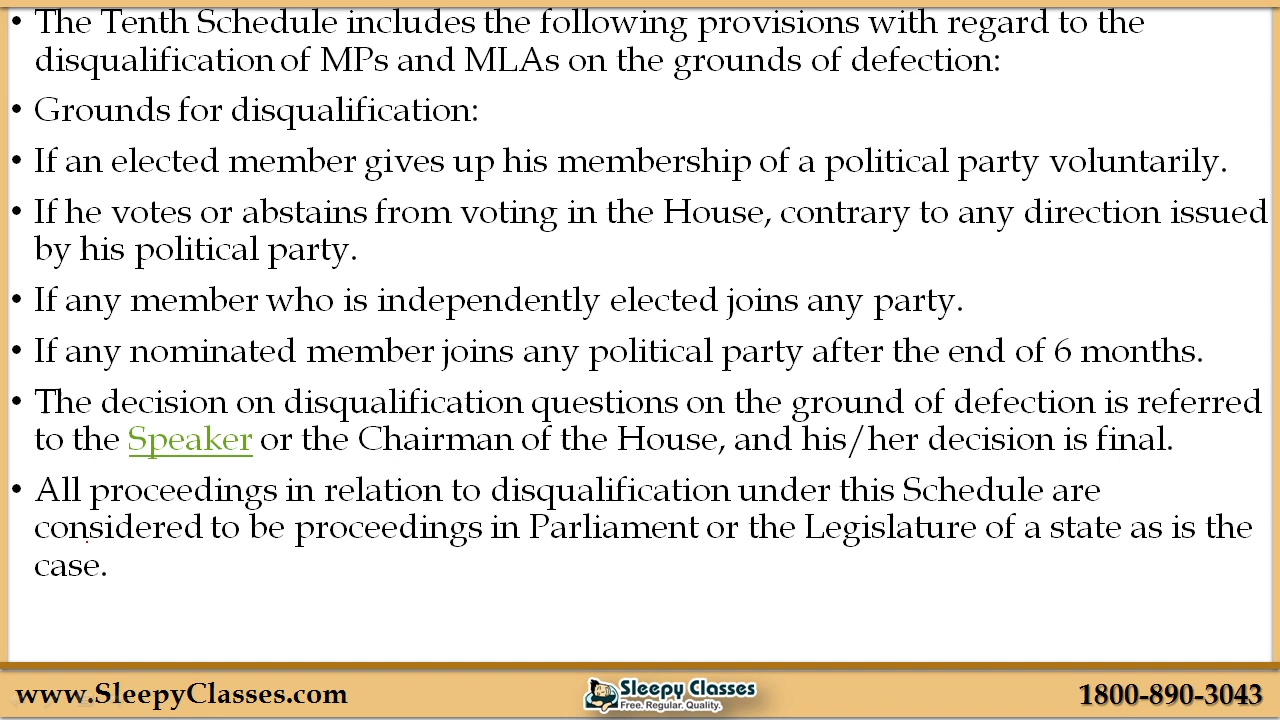 • The Tenth Schedule includes the following provisions with regard to the
disqualification of MPs and MLAs on the grounds of defection:
• Grounds for disqualification:
• If an elected member gives up his membership of a political party voluntarily.
• If he votes or abstains from voting in the House, contrary to any direction issued
by his political party.
• If any member who is independently elected joins any party.
• If any nominated member joins any political party after the end of 6 months.
• The decision on disqualification questions on the ground of defection is referred
to the Speaker or the Chairman of the House, and his/her decision is final.
• All proceedings in relation to disqualification under this Schedule are
considered to be proceedings in Parliament or the Legislature of a state as is the
case.
www.SleepyClasses.com
Sleepy Classes
Free. Regular. Quality.
1800-890-3043